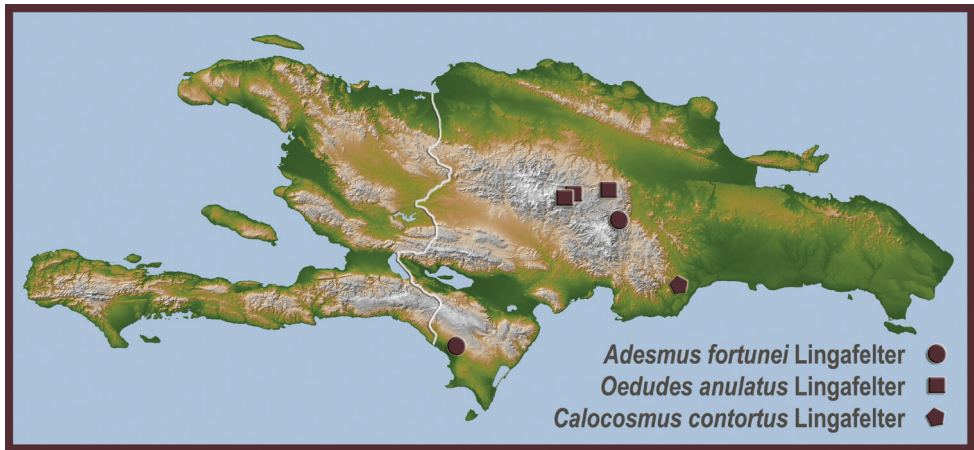 Adesmus fortunei Lingafelter
Oedudes anulatus Lingafelter
Calocosmus contortus Lingafelter